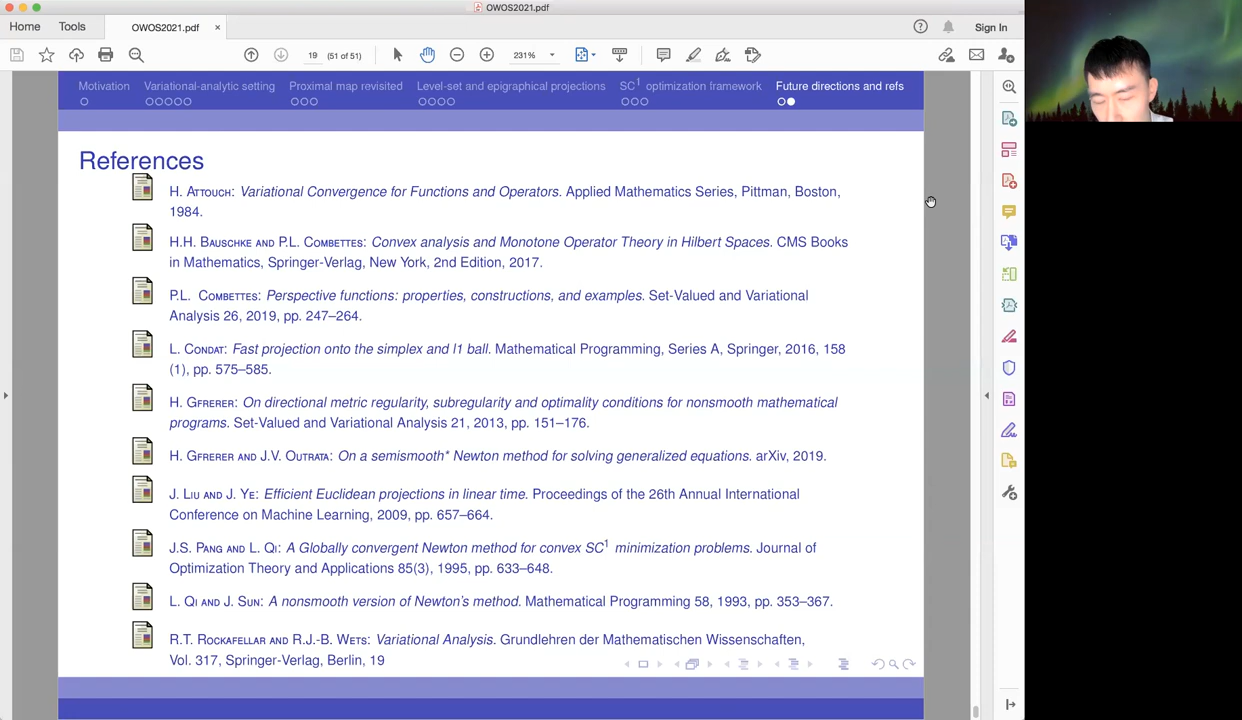 OWOS2021.pdf
Home Tools OWOS2021.pdf × Sign In
19 (51 of 51) 231%
Motivation Variational-analytic setting Proximal map revisited Level-set and epigraphical projections SC¹ optimization framework Future directions and refs
References
H. Attouch: Variational Convergence for Functions and Operators. Applied Mathematics Series, Pittman, Boston,
1984.
H.H. Bauschke and P.L. Combettes: Convex analysis and Monotone Operator Theory in Hilbert Spaces. CMS Books
in Mathematics, Springer-Verlag, New York, 2nd Edition, 2017.
P.L. Combettes: Perspective functions: properties, constructions, and examples. Set-Valued and Variational
Analysis 26, 2019, pp. 247–264.
L. Condat: Fast projection onto the simplex and l1 ball. Mathematical Programming, Series A, Springer, 2016, 158
(1), pp. 575–585.
H. Gfrerer: On directional metric regularity, subregularity and optimality conditions for nonsmooth mathematical
programs. Set-Valued and Variational Analysis 21, 2013, pp. 151–176.
H. Gfrerer and J.V. Outrata: On a semismooth* Newton method for solving generalized equations. arXiv, 2019.
J. Liu and J. Ye: Efficient Euclidean projections in linear time. Proceedings of the 26th Annual International
Conference on Machine Learning, 2009, pp. 657–664.
J.S. Pang and L. Qi: A Globally convergent Newton method for convex SC¹ minimization problems. Journal of
Optimization Theory and Applications 85(3), 1995, pp. 633–648.
L. Qi and J. Sun: A nonsmooth version of Newton's method. Mathematical Programming 58, 1993, pp. 353–367.
R.T. Rockafellar and R.J.-B. Wets: Variational Analysis. Grundlehren der Mathematischen Wissenschaften,
Vol. 317, Springer-Verlag, Berlin, 19